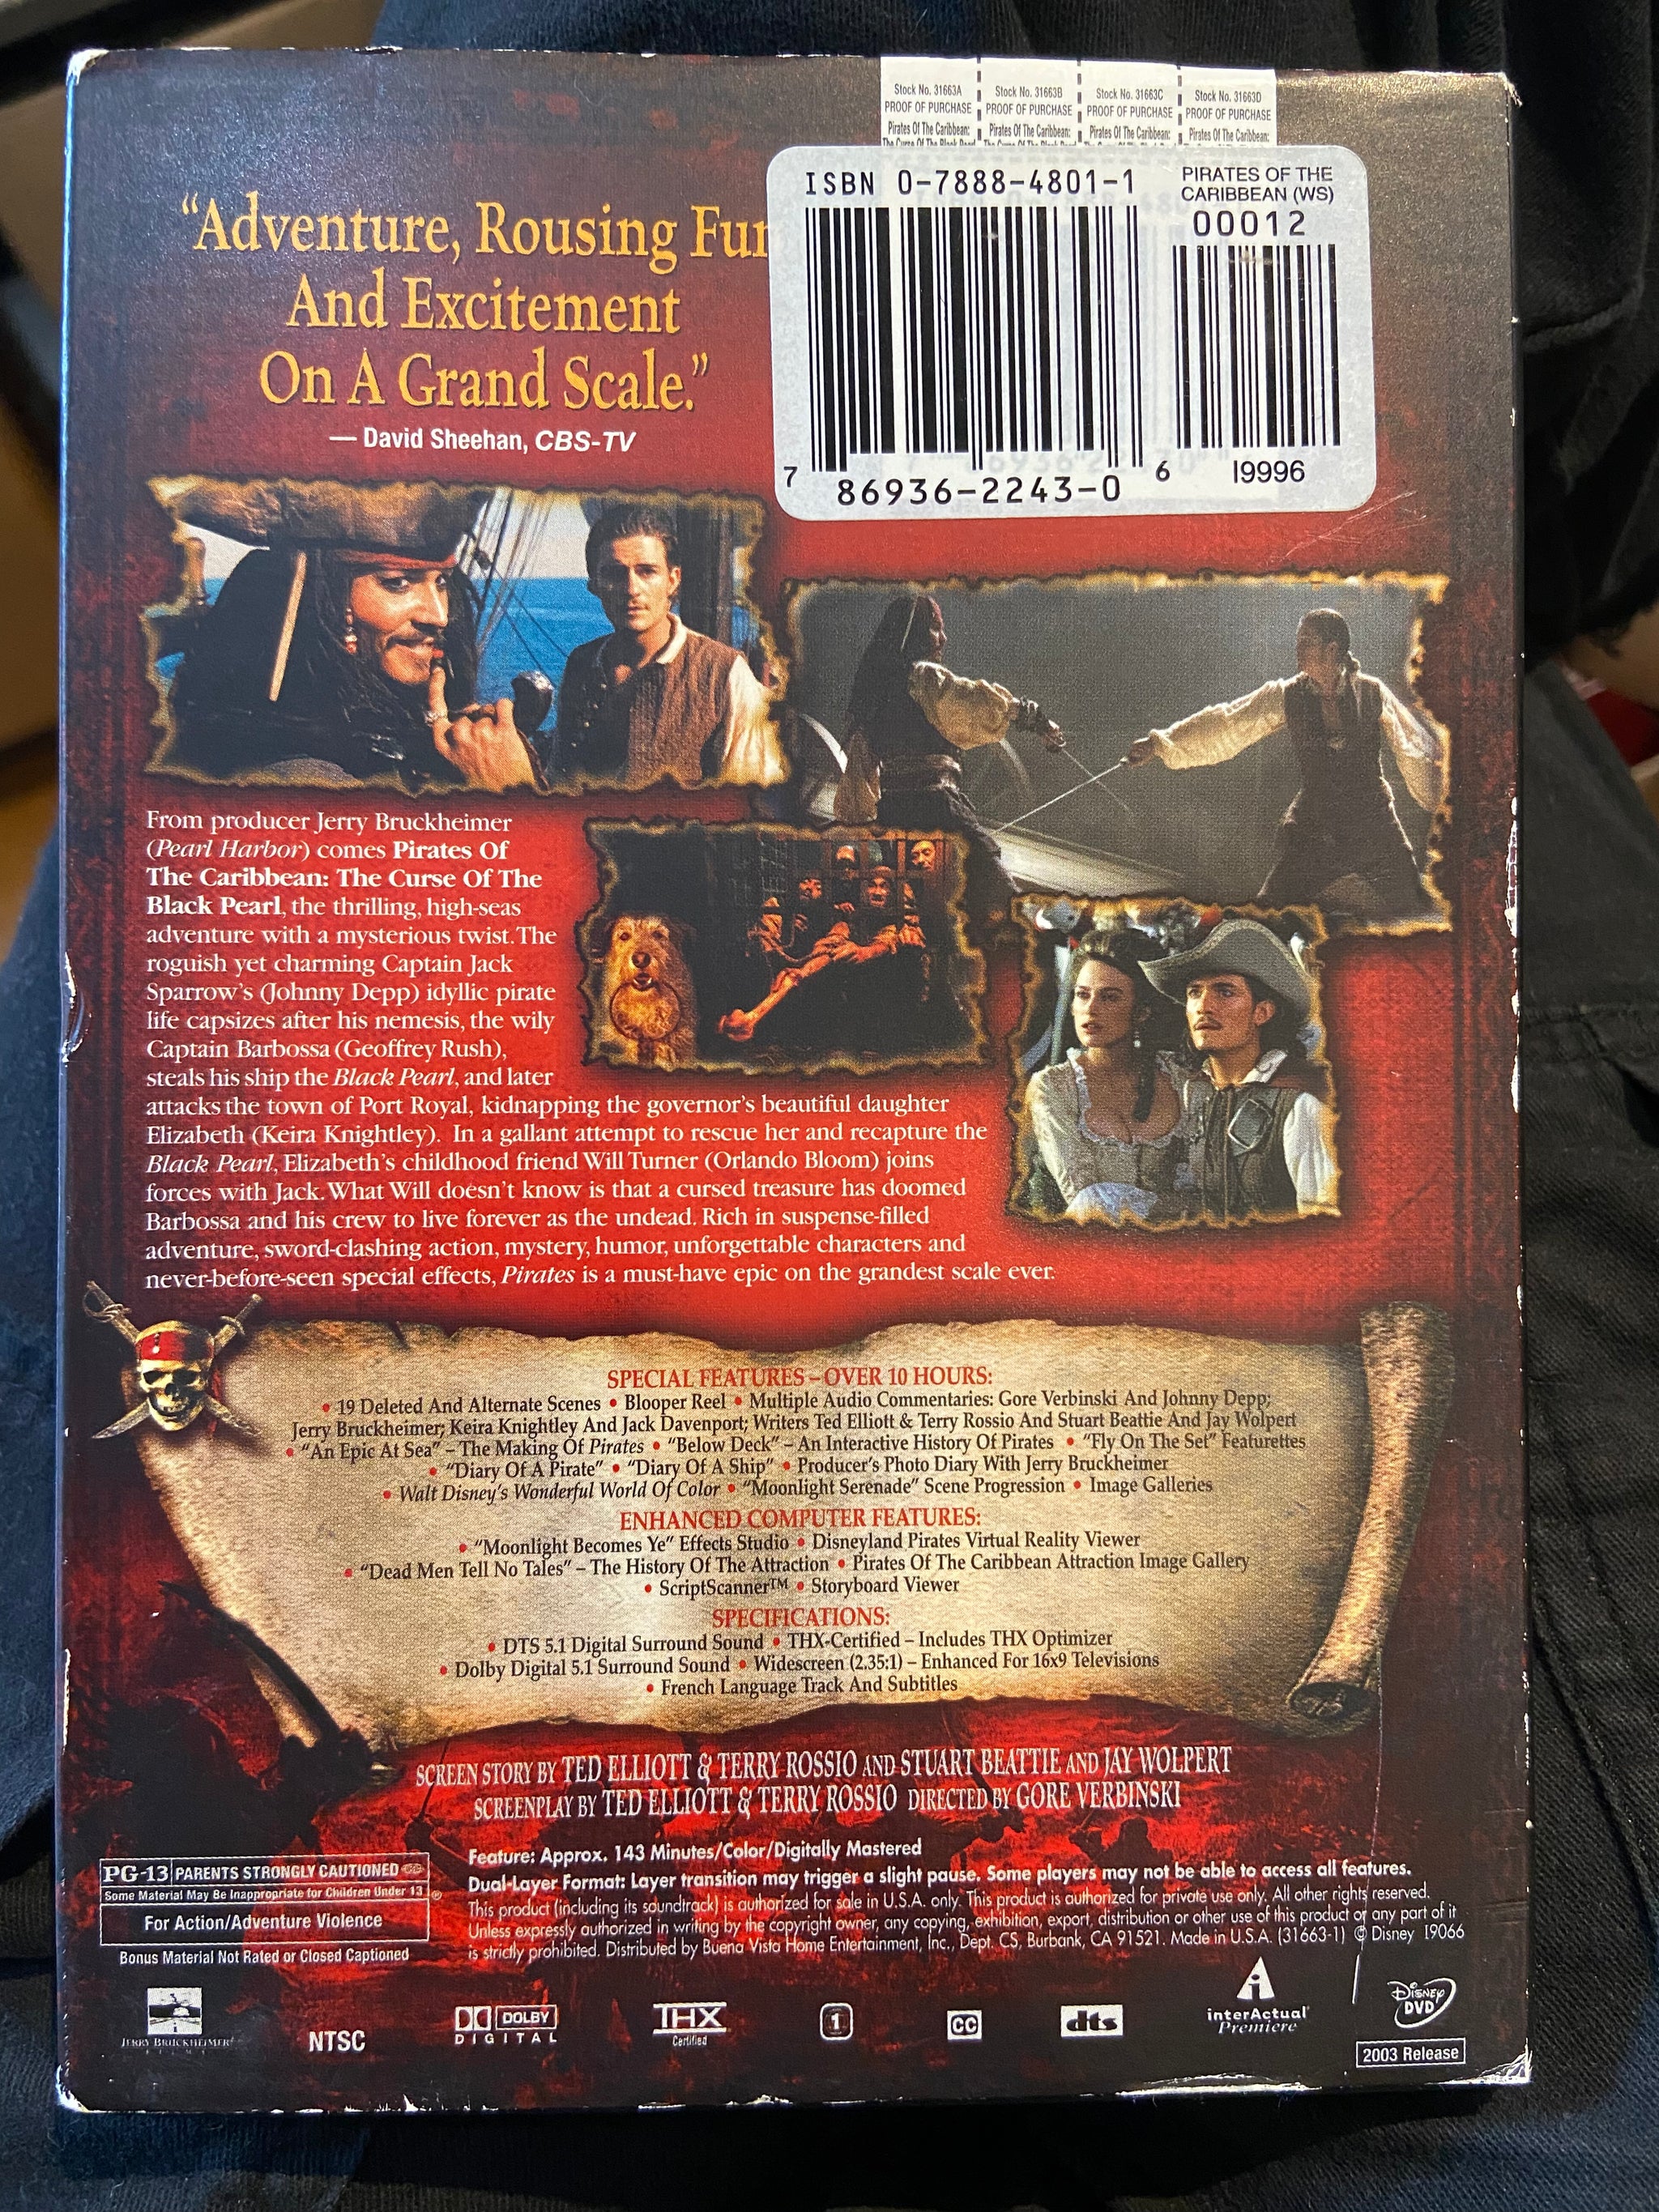 Stock No. 31663A
PROOF OF PURCHASE
Pirates Of The Caribbean:
The Curse Of The Black Pearl
Stock No. 31663B
PROOF OF PURCHASE
Pirates Of The Caribbean:
Stock No. 31663C
PROOF OF PURCHASE
Pirates Of The Caribbean:
Stock No. 31663D
PROOF OF PURCHASE
Pirates Of The Caribbean:
ISBN 0-7888-4801-1
PIRATES OF THE
CARIBBEAN (WS)
00012
7 86936-2243-0 6
19996
“Adventure, Rousing Fun
And Excitement
On A Grand Scale.”
— David Sheehan, CBS-TV
From producer Jerry Bruckheimer
(Pearl Harbor) comes Pirates Of
The Caribbean: The Curse Of The
Black Pearl, the thrilling, high-seas
adventure with a mysterious twist. The
roguish yet charming Captain Jack
Sparrow's (Johnny Depp) idyllic pirate
life capsizes after his nemesis, the wily
Captain Barbossa (Geoffrey Rush),
steals his ship the Black Pearl, and later
attacks the town of Port Royal, kidnapping the governor's beautiful daughter
Elizabeth (Keira Knightley). In a gallant attempt to rescue her and recapture the
Black Pearl, Elizabeth's childhood friend Will Turner (Orlando Bloom) joins
forces with Jack. What Will doesn't know is that a cursed treasure has doomed
Barbossa and his crew to live forever as the undead. Rich in suspense-filled
adventure, sword-clashing action, mystery, humor, unforgettable characters and
never-before-seen special effects, Pirates is a must-have epic on the grandest scale ever.
SPECIAL FEATURES – OVER 10 HOURS:
• 19 Deleted And Alternate Scenes • Blooper Reel • Multiple Audio Commentaries: Gore Verbinski And Johnny Depp;
Jerry Bruckheimer; Keira Knightley And Jack Davenport; Writers Ted Elliott & Terry Rossio And Stuart Beattie And Jay Wolpert
• “An Epic At Sea” – The Making Of Pirates • “Below Deck” – An Interactive History Of Pirates • “Fly On The Set” Featurettes
• “Diary Of A Pirate” • “Diary Of A Ship” • Producer's Photo Diary With Jerry Bruckheimer
• Walt Disney's Wonderful World Of Color • “Moonlight Serenade” Scene Progression • Image Galleries
ENHANCED COMPUTER FEATURES:
• “Moonlight Becomes Ye” Effects Studio • Disneyland Pirates Virtual Reality Viewer
• “Dead Men Tell No Tales” – The History Of The Attraction • Pirates Of The Caribbean Attraction Image Gallery
• ScriptScanner™ • Storyboard Viewer
SPECIFICATIONS:
• DTS 5.1 Digital Surround Sound • THX-Certified – Includes THX Optimizer
• Dolby Digital 5.1 Surround Sound • Widescreen (2.35:1) – Enhanced For 16x9 Televisions
• French Language Track And Subtitles
SCREEN STORY BY TED ELLIOTT & TERRY ROSSIO AND STUART BEATTIE AND JAY WOLPERT
SCREENPLAY BY TED ELLIOTT & TERRY ROSSIO DIRECTED BY GORE VERBINSKI
PG-13 PARENTS STRONGLY CAUTIONED
Some Material May Be Inappropriate for Children Under 13 ®
For Action/Adventure Violence
Bonus Material Not Rated or Closed Captioned
Feature: Approx. 143 Minutes/Color/Digitally Mastered
Dual-Layer Format: Layer transition may trigger a slight pause. Some players may not be able to access all features.
This product (including its soundtrack) is authorized for sale in U.S.A. only. This product is authorized for private use only. All other rights reserved.
Unless expressly authorized in writing by the copyright owner, any copying, exhibition, export, distribution or other use of this product or any part of it
is strictly prohibited. Distributed by Buena Vista Home Entertainment, Inc., Dept. CS, Burbank, CA 91521. Made in U.S.A. (31663-1) © Disney 19066
JERRY BRUCKHEIMER
FILMS
NTSC
DOLBY
DIGITAL
THX
Certified
1
CC
dts
interActual
Premiere
Disney
DVD
2003 Release